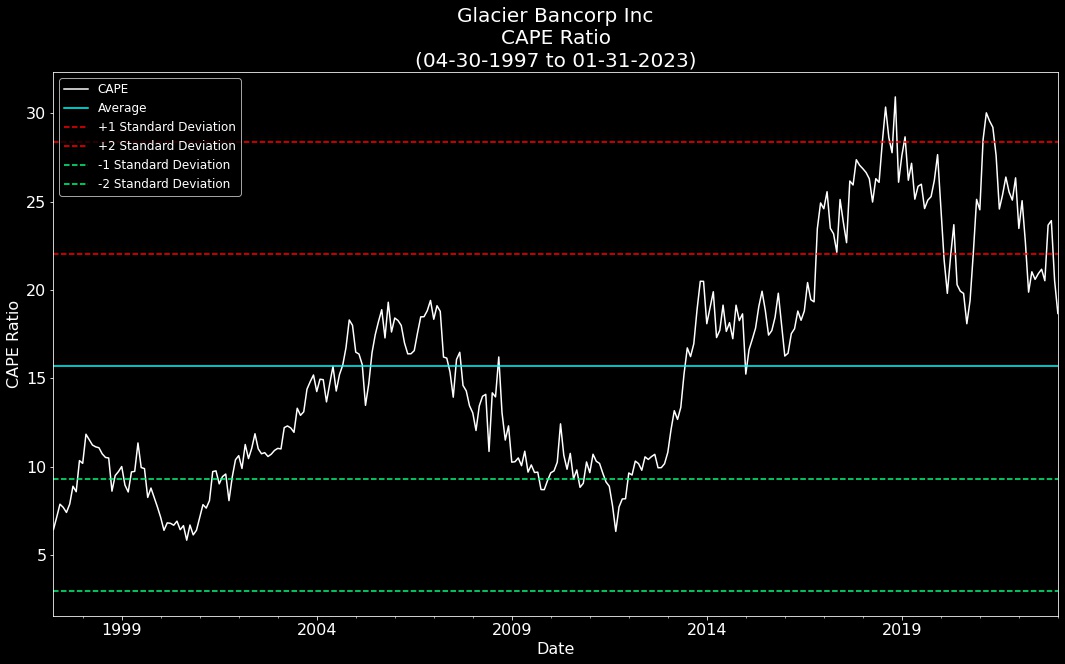 Glacier Bancorp Inc
CAPE Ratio
(04-30-1997 to 01-31-2023)
CAPE
Average
+1 Standard Deviation
+2 Standard Deviation
-1 Standard Deviation
-2 Standard Deviation
30
25
20
15
10
5
CAPE Ratio
1999
2004
2009
2014
2019
Date